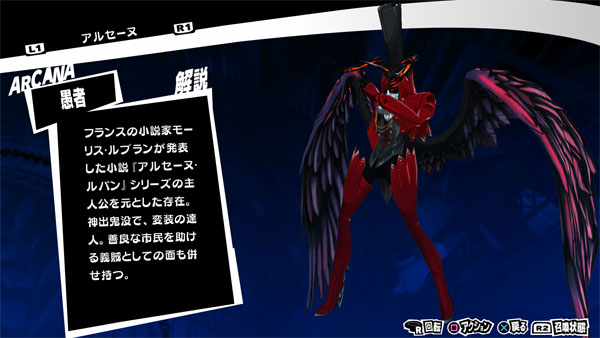 L1 アルセーヌ R1
ARCANA
愚者
解説
フランスの小説家モー
リス・ルブランが発表
した小説『アルセーヌ・
ルパン』シリーズの主
人公を元とした存在。
神出鬼没で、変装の達
人。善良な市民を助け
る義賊としての面も併
せ持つ。
R 回転 アクション 戻る R2 召喚状態